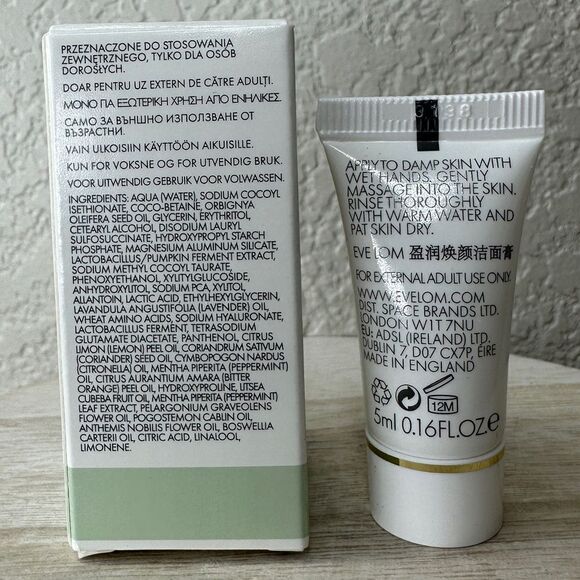 PRZEZNACZONE DO STOSOWANIA
ZEWNĘTRZNEGO, TYLKO DLA OSÓB
DOROSŁYCH.
DOAR PENTRU UZ EXTERN DE CĂTRE ADULȚI.
ΜΟΝΟ ΓΙΑ ΕΞΩΤΕΡΙΚΗ ΧΡΗΣΗ ΑΠΟ ΕΝΗΛΙΚΕΣ.
САМО ЗА ВЪНШНО ИЗПОЛЗВАНЕ ОТ
ВЪЗРАСТНИ.
VAIN ULKOISIIN KÄYTTÖÖN AIKUISILLE.
KUN FOR VOKSNE OG FOR UTVENDIG BRUK.
VOOR UITWENDIG GEBRUIK VOOR VOLWASSEN.
INGREDIENTS: AQUA (WATER), SODIUM COCOYL
ISETHIONATE, COCO-BETAINE, ORBIGNYA
OLEIFERA SEED OIL, GLYCERIN, ERYTHRITOL,
CETEARYL ALCOHOL, DISODIUM LAURYL
SULFOSUCCINATE, HYDROXYPROPYL STARCH
PHOSPHATE, MAGNESIUM ALUMINUM SILICATE,
LACTOBACILLUS/PUMPKIN FERMENT EXTRACT,
SODIUM METHYL COCOYL TAURATE,
PHENOXYETHANOL, XYLITYLGLUCOSIDE,
ANHYDROXYLITOL, SODIUM PCA, XYLITOL,
ALLANTOIN, LACTIC ACID, ETHYLHEXYLGLYCERIN,
LAVANDULA ANGUSTIFOLIA (LAVENDER) OIL,
WHEAT AMINO ACIDS, SODIUM HYALURONATE,
LACTOBACILLUS FERMENT, TETRASODIUM
GLUTAMATE DIACETATE, PANTHENOL, CITRUS
LIMON (LEMON) PEEL OIL, CORIANDRUM SATIVUM
(CORIANDER) SEED OIL, CYMBOPOGON NARDUS
(CITRONELLA) OIL, MENTHA PIPERITA (PEPPERMINT)
OIL, CITRUS AURANTIUM AMARA (BITTER
ORANGE) PEEL OIL, HYDROXYPROLINE, LITSEA
CUBEBA FRUIT OIL, MENTHA PIPERITA (PEPPERMINT)
LEAF EXTRACT, PELARGONIUM GRAVEOLENS
FLOWER OIL, POGOSTEMON CABLIN OIL,
ANTHEMIS NOBILIS FLOWER OIL, BOSWELLIA
CARTERII OIL, CITRIC ACID, LINALOOL,
LIMONENE.
APPLY TO DAMP SKIN WITH
WET HANDS. GENTLY
MASSAGE INTO THE SKIN.
RINSE THOROUGHLY
WITH WARM WATER AND
PAT SKIN DRY.
EVE LOM 盈润焕颜洁面膏
FOR EXTERNAL ADULT USE ONLY.
WWW.EVELOM.COM
DIST. SPACE BRANDS LTD.
LONDON W1T 7NU
EU: ADSL (IRELAND) LTD.
DUBLIN 7, D07 CX7P, ÉIRE
MADE IN ENGLAND
12M
5ml 0.16FL.OZ.e